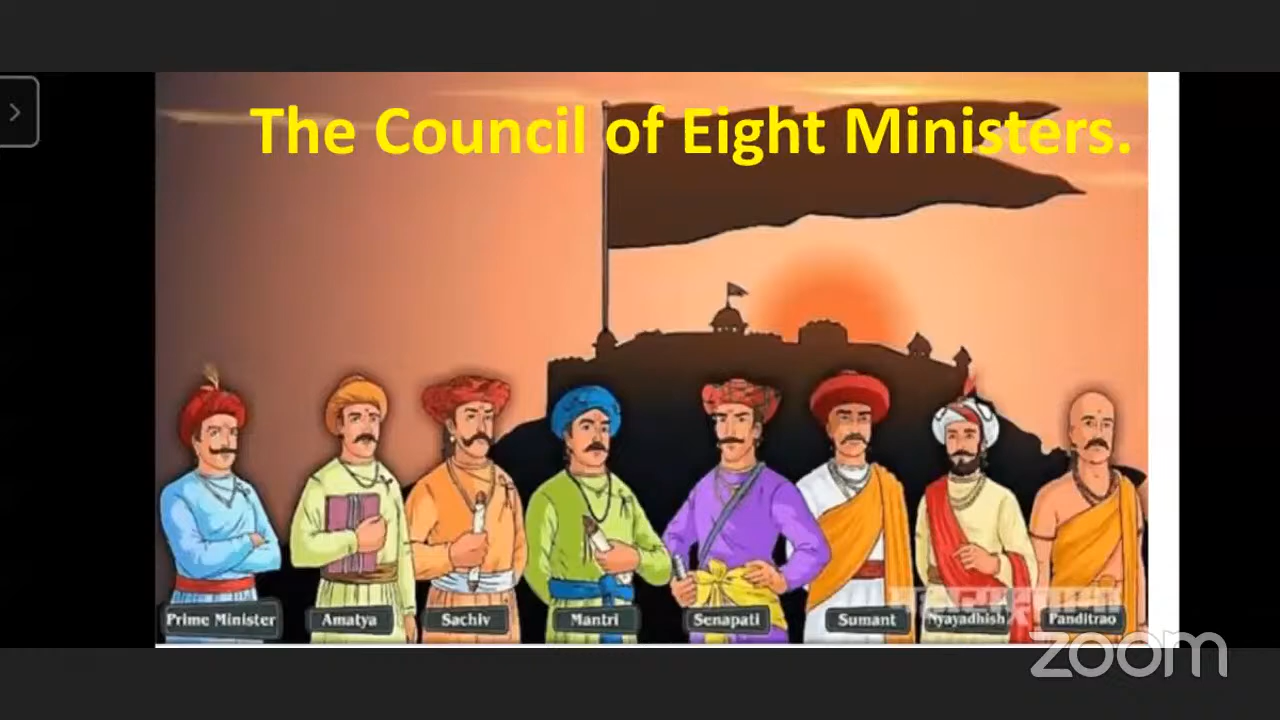 The Council of Eight Ministers.
Prime Minister
Amatya
Sachiv
Mantri
Senapati
Sumant
Nyayadhish
Panditrao
zoom